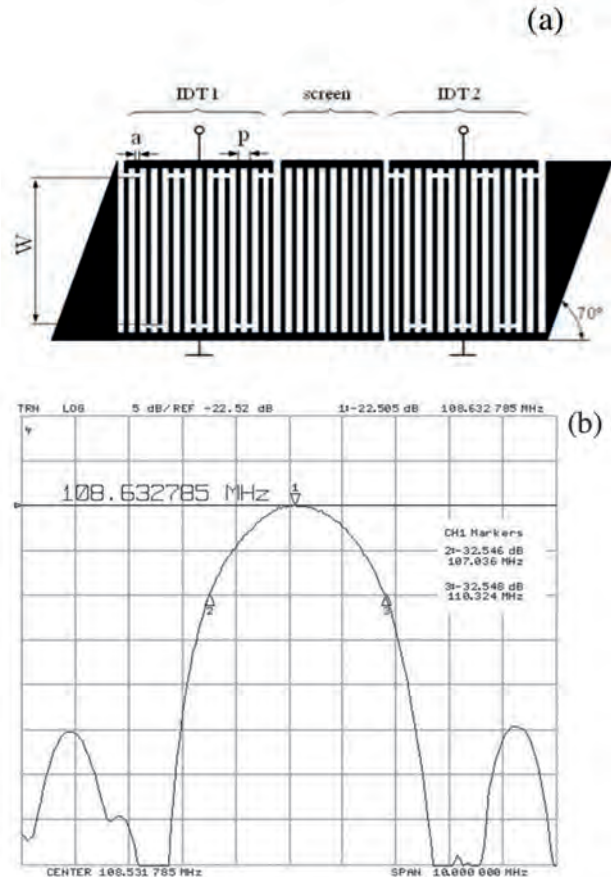 (a)
IDT1 screen IDT2
a p
W
70°
(b)
TRN LOG 5 dB/REF -22.52 dB 1:-22.505 dB 108.632 785 MHz
108.632785 MHz
1
CH1 Markers
2:-32.546 dB
107.036 MHz
3:-32.548 dB
110.324 MHz
2 3
CENTER 108.531 785 MHz SPAN 10.000 000 MHz